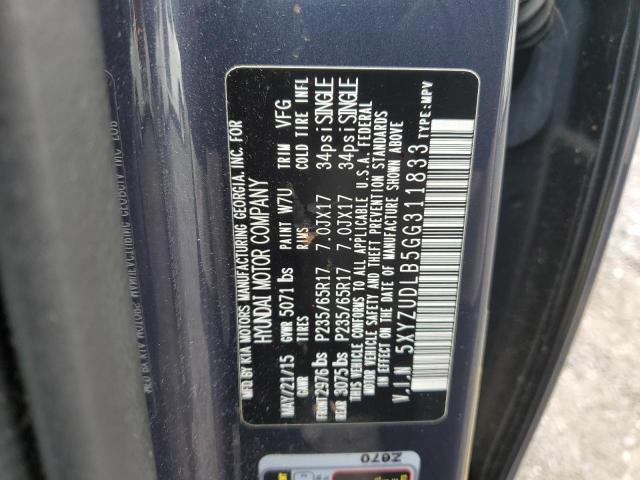 MFD BY KIA MOTORS MANUFACTURING GEORGIA, INC. FOR
HYUNDAI MOTOR COMPANY
MAY/21/15 GVWR 5071 lbs PAINT W7U TRIM VFG
GAWR TIRES RIMS COLD TIRE INFL
FRONT 2976 lbs P235/65R17 7.0JX17 34psi SINGLE
REAR 3075 lbs P235/65R17 7.0JX17 34psi SINGLE
THIS VEHICLE CONFORMS TO ALL APPLICABLE U.S.A. FEDERAL
MOTOR VEHICLE SAFETY AND THEFT PREVENTION STANDARDS
IN EFFECT ON THE DATE OF MANUFACTURE SHOWN ABOVE
V.I.N 5XYZUDLB5GG311833 TYPE:MPV
Z070